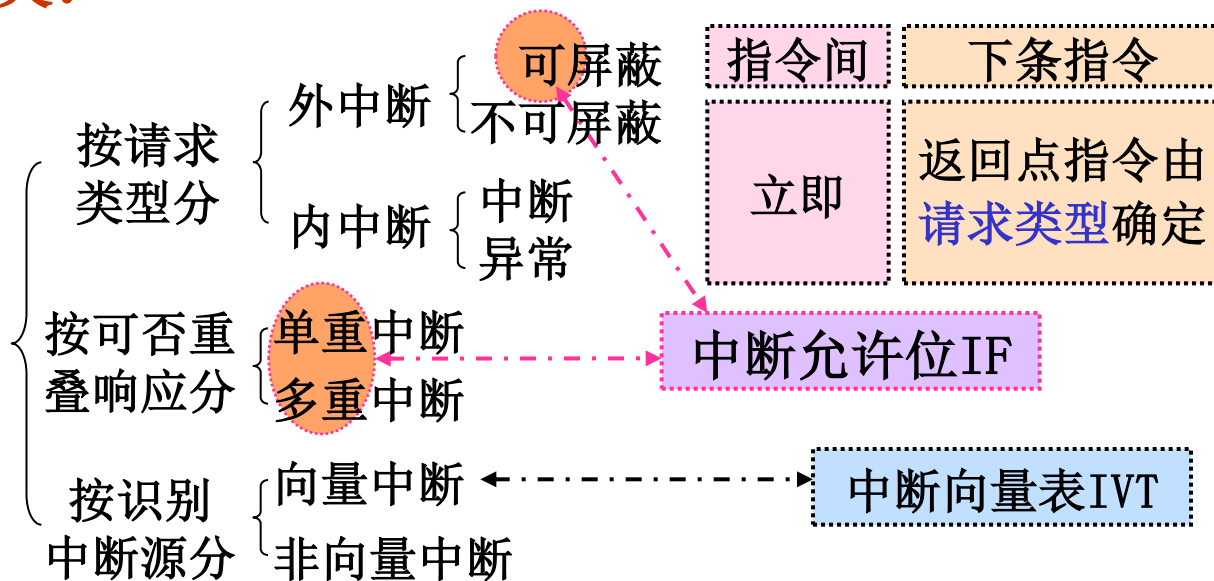 可屏蔽
指令间
下条指令
外中断
不可屏蔽
按请求
类型分
立即
返回点指令由
请求类型确定
内中断
中断
异常
按可否重
叠响应分
单重中断
多重中断
中断允许位IF
按识别
中断源分
向量中断
非向量中断
中断向量表IVT